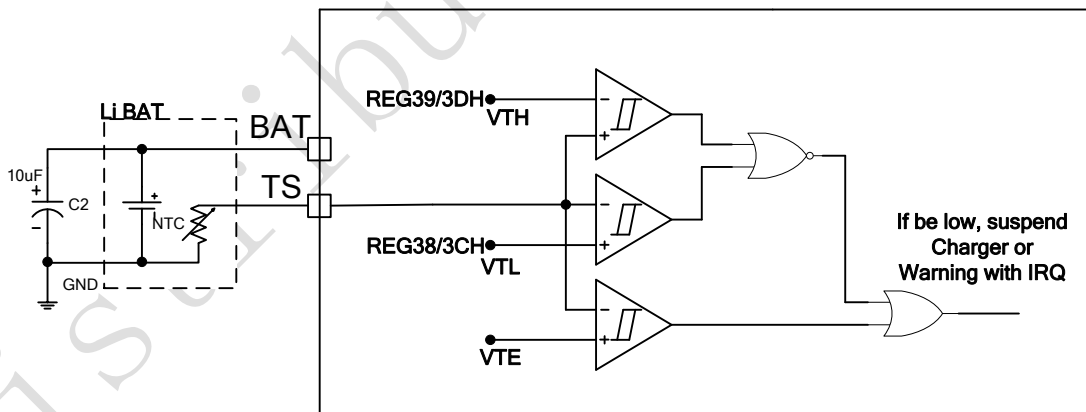 Li BAT
BAT
10uF
+
C2
−
+
NTC
GND
TS
REG39/3DH
VTH
−
+
REG38/3CH
VTL
−
+
VTE
−
+
If be low, suspend
Charger or
Warning with IRQ
istribu